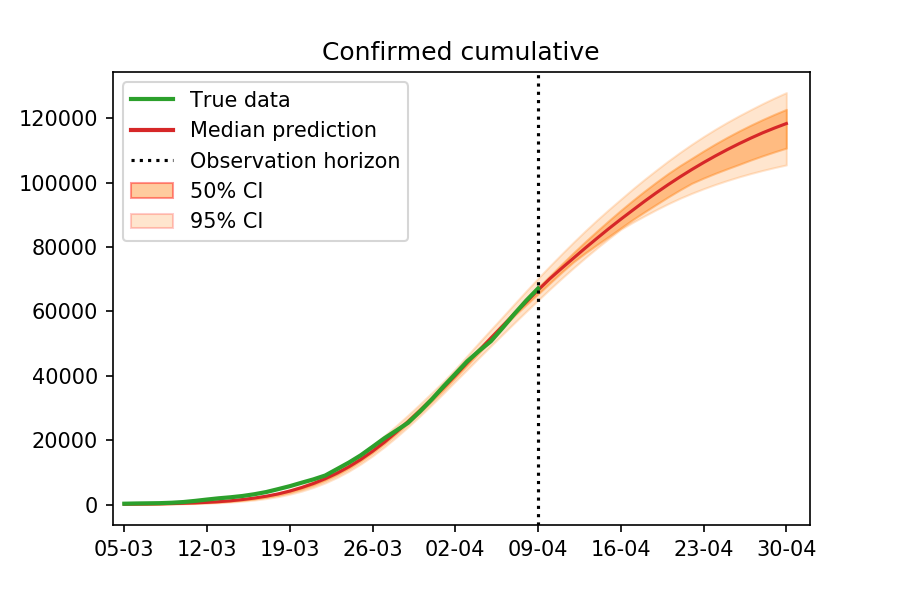 Confirmed cumulative
True data
Median prediction
Observation horizon
50% CI
95% CI
120000
100000
80000
60000
40000
20000
0
05-03 12-03 19-03 26-03 02-04 09-04 16-04 23-04 30-04